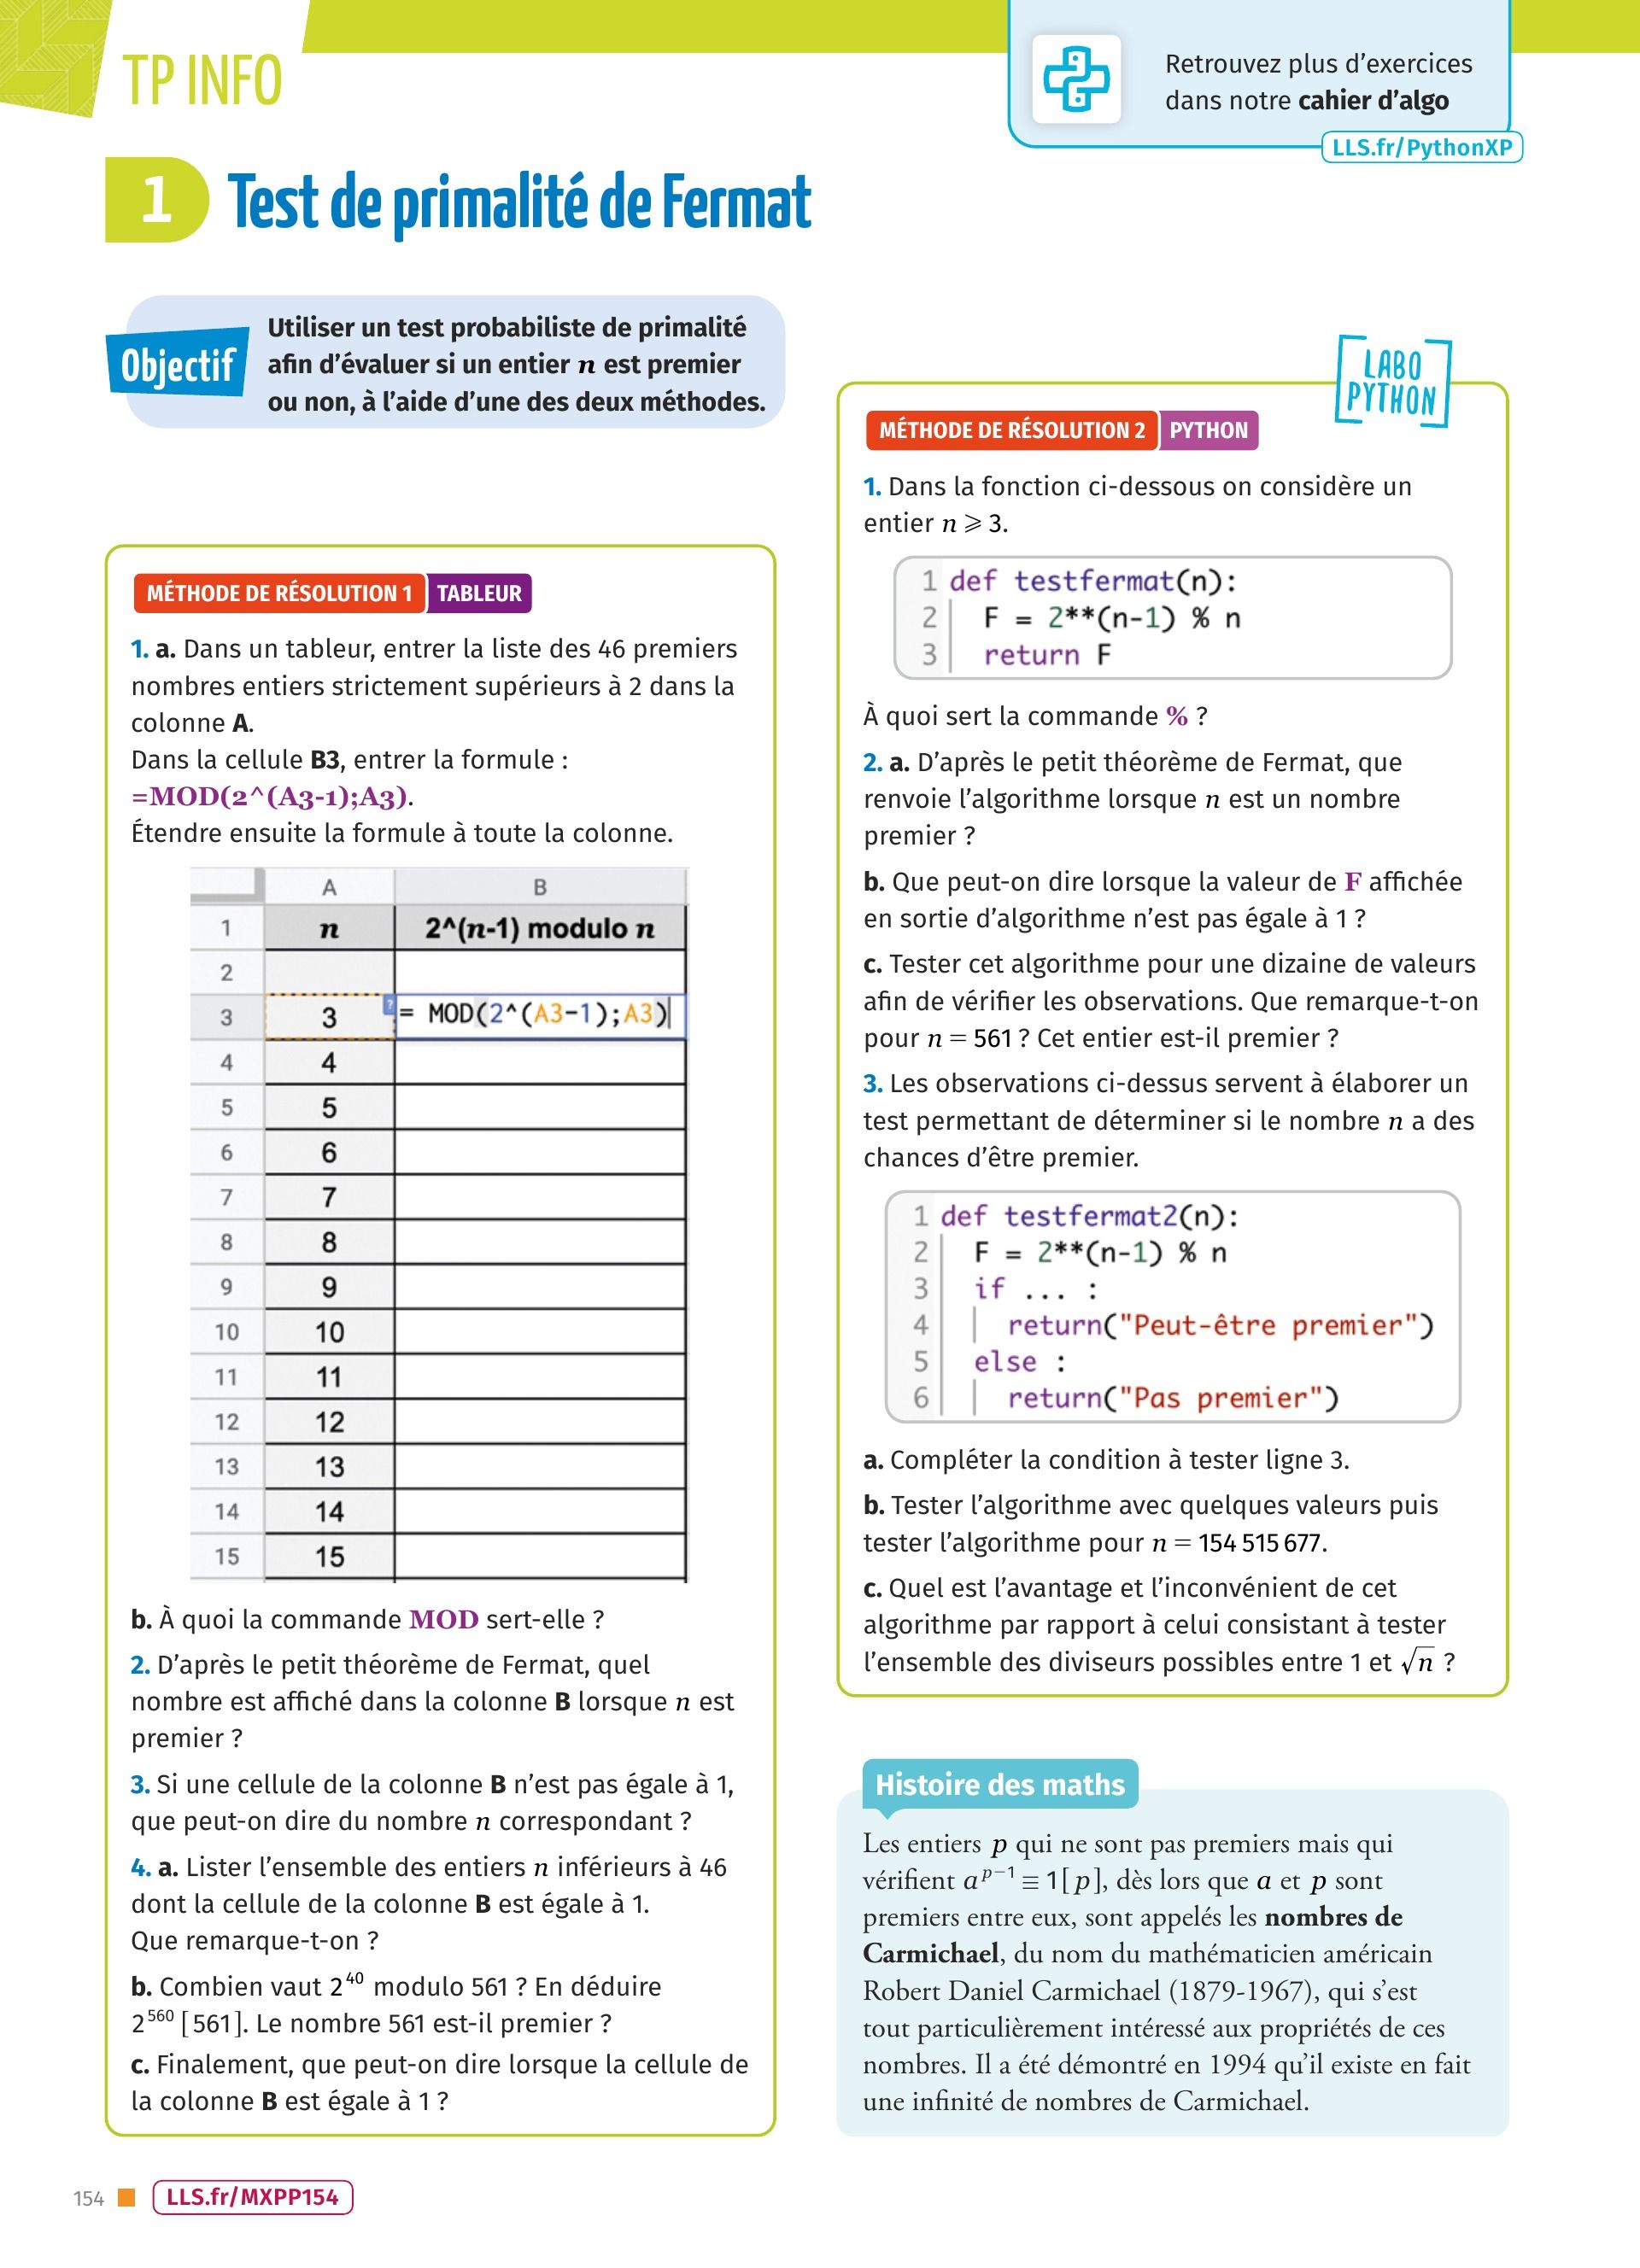 TP INFO
Retrouvez plus d’exercices
dans notre cahier d’algo
LLS.fr/PythonXP
1 Test de primalité de Fermat
Objectif
Utiliser un test probabiliste de primalité
afin d’évaluer si un entier n est premier
ou non, à l’aide d’une des deux méthodes.
MÉTHODE DE RÉSOLUTION 1 TABLEUR
1. a. Dans un tableur, entrer la liste des 46 premiers
nombres entiers strictement supérieurs à 2 dans la
colonne A.
Dans la cellule B3, entrer la formule :
=MOD(2^(A3-1);A3).
Étendre ensuite la formule à toute la colonne.
A B
1 n 2^(n-1) modulo n
2
3 3 ? = MOD(2^(A3-1);A3)
4 4
5 5
6 6
7 7
8 8
9 9
10 10
11 11
12 12
13 13
14 14
15 15
b. À quoi la commande MOD sert-elle ?
2. D’après le petit théorème de Fermat, quel
nombre est affiché dans la colonne B lorsque n est
premier ?
3. Si une cellule de la colonne B n’est pas égale à 1,
que peut-on dire du nombre n correspondant ?
4. a. Lister l’ensemble des entiers n inférieurs à 46
dont la cellule de la colonne B est égale à 1.
Que remarque-t-on ?
b. Combien vaut 2^40 modulo 561 ? En déduire
2^560 [561]. Le nombre 561 est-il premier ?
c. Finalement, que peut-on dire lorsque la cellule de
la colonne B est égale à 1 ?
LABO
PYTHON
MÉTHODE DE RÉSOLUTION 2 PYTHON
1. Dans la fonction ci-dessous on considère un
entier n ⩾ 3.
1 def testfermat(n):
2 F = 2**(n-1) % n
3 return F
À quoi sert la commande % ?
2. a. D’après le petit théorème de Fermat, que
renvoie l’algorithme lorsque n est un nombre
premier ?
b. Que peut-on dire lorsque la valeur de F affichée
en sortie d’algorithme n’est pas égale à 1 ?
c. Tester cet algorithme pour une dizaine de valeurs
afin de vérifier les observations. Que remarque-t-on
pour n = 561 ? Cet entier est-il premier ?
3. Les observations ci-dessus servent à élaborer un
test permettant de déterminer si le nombre n a des
chances d’être premier.
1 def testfermat2(n):
2 F = 2**(n-1) % n
3 if ... :
4 return("Peut-être premier")
5 else :
6 return("Pas premier")
a. Compléter la condition à tester ligne 3.
b. Tester l’algorithme avec quelques valeurs puis
tester l’algorithme pour n = 154 515 677.
c. Quel est l’avantage et l’inconvénient de cet
algorithme par rapport à celui consistant à tester
l’ensemble des diviseurs possibles entre 1 et √n ?
Histoire des maths
Les entiers p qui ne sont pas premiers mais qui
vérifient a^(p−1) ≡ 1[p], dès lors que a et p sont
premiers entre eux, sont appelés les nombres de
Carmichael, du nom du mathématicien américain
Robert Daniel Carmichael (1879-1967), qui s’est
tout particulièrement intéressé aux propriétés de ces
nombres. Il a été démontré en 1994 qu’il existe en fait
une infinité de nombres de Carmichael.
154 LLS.fr/MXPP154